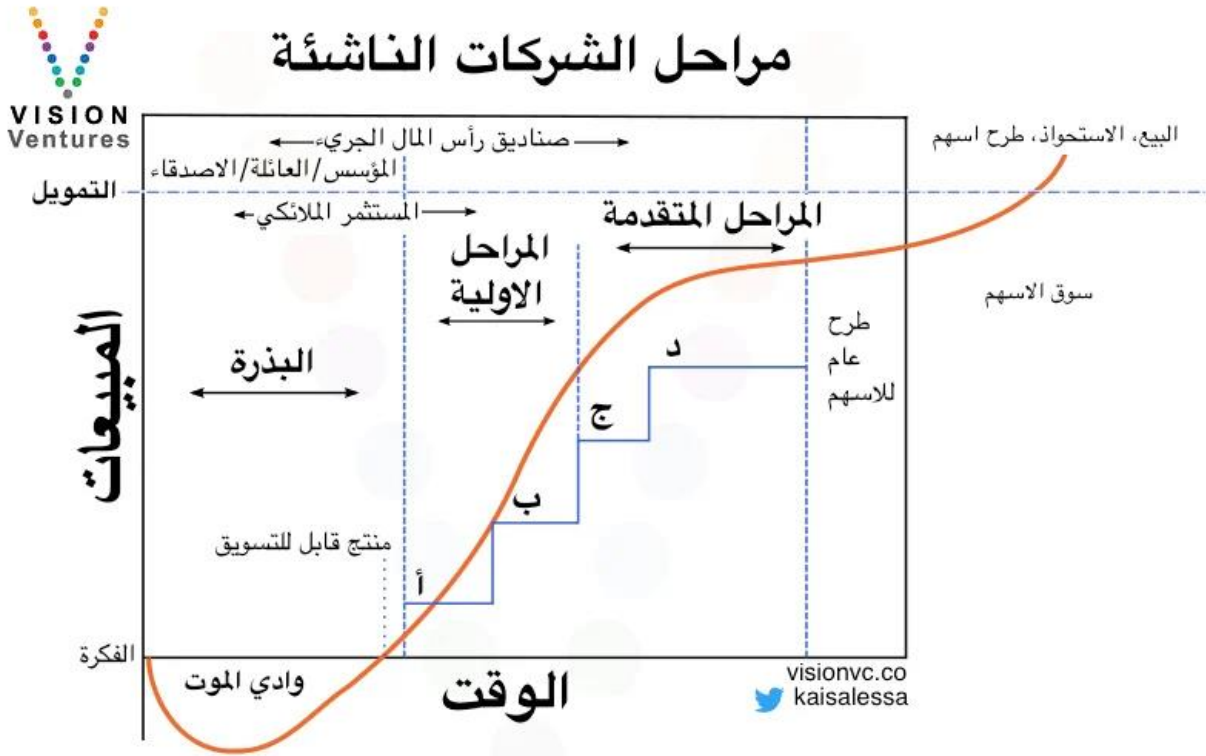 VISION
Ventures
مراحل الشركات الناشئة
صناديق رأس المال الجريء
البيع، الاستحواذ، طرح اسهم
المؤسس/العائلة/الاصدقاء
التمويل
المستثمر الملائكي
المراحل المتقدمة
المراحل
الاولية
سوق الاسهم
طرح
عام
للاسهم
البذرة
المبيعات
د
ج
ب
أ
منتج قابل للتسويق
الفكرة
وادي الموت
الوقت
visionvc.co
kaisalessa